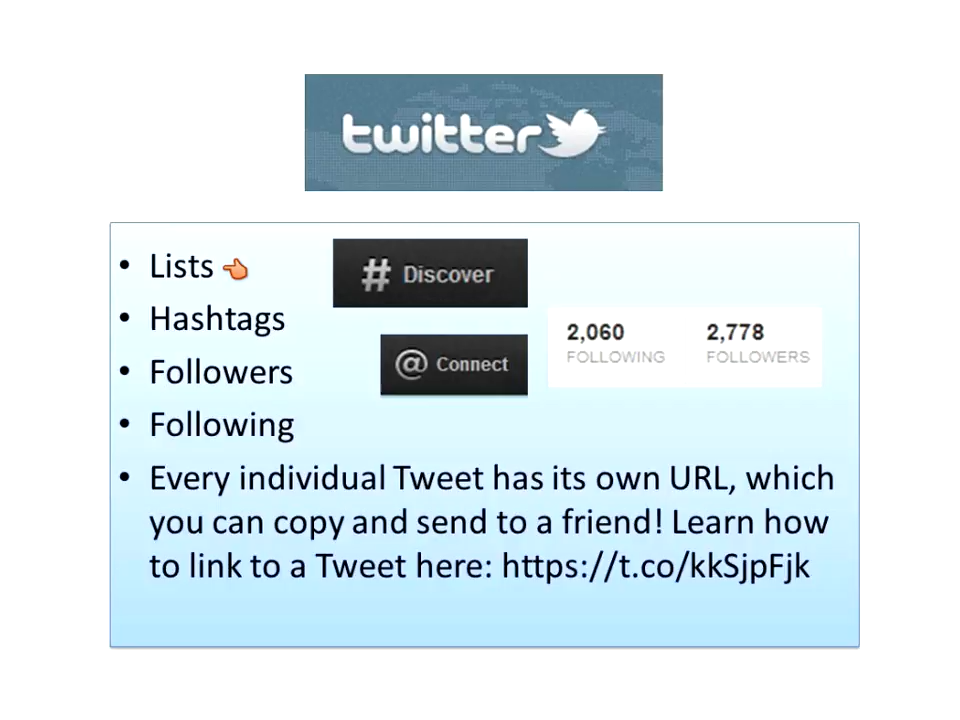 twitter
• Lists
# Discover
• Hashtags
2,060 2,778
FOLLOWING FOLLOWERS
@ Connect
• Followers
• Following
• Every individual Tweet has its own URL, which
you can copy and send to a friend! Learn how
to link to a Tweet here: https://t.co/kkSjpFjk